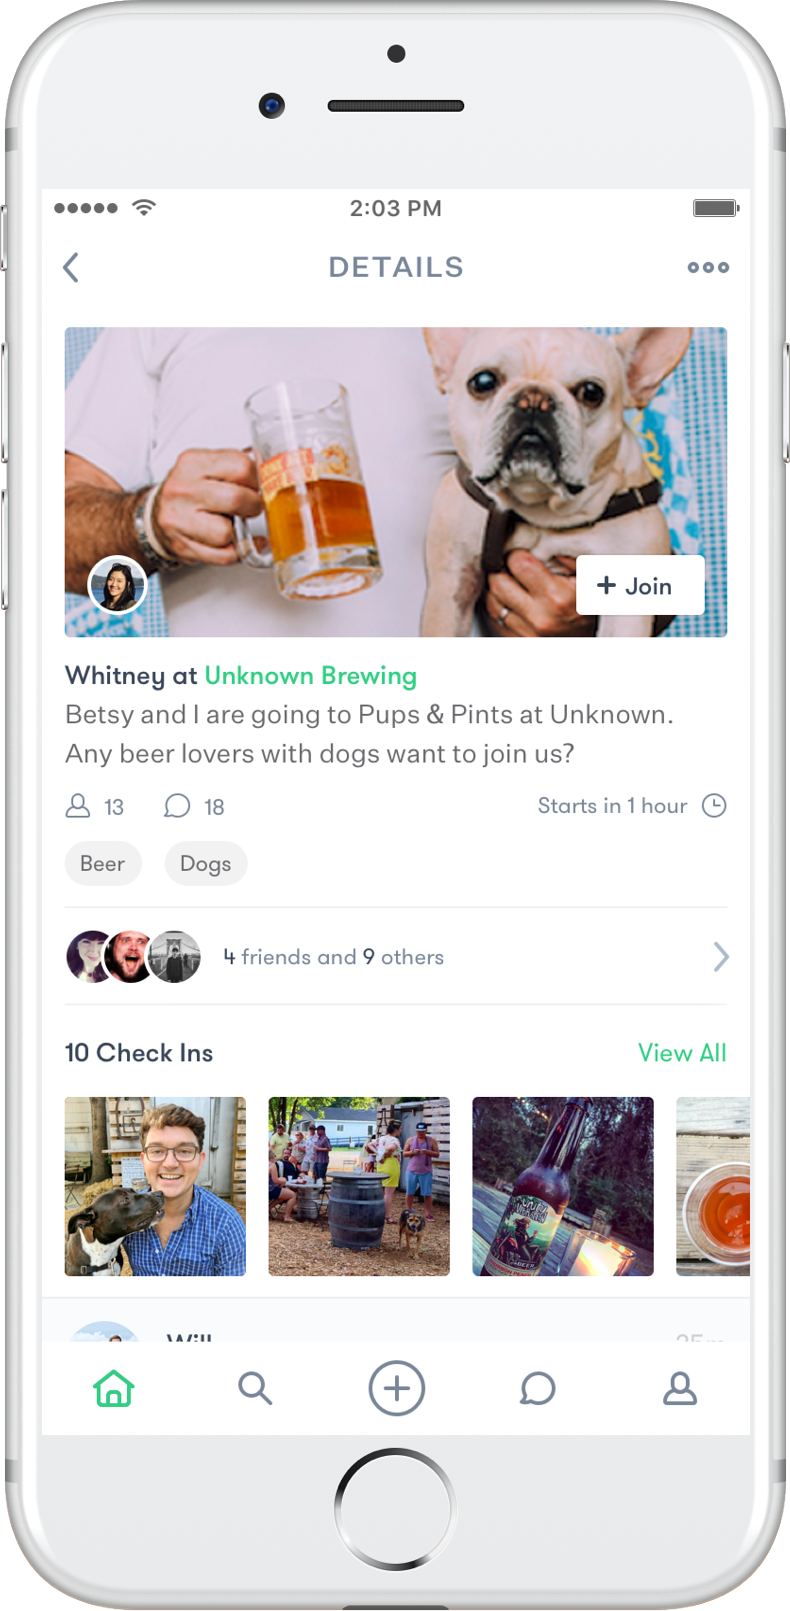 2:03 PM
DETAILS
+ Join
Whitney at Unknown Brewing
Betsy and I are going to Pups & Pints at Unknown.
Any beer lovers with dogs want to join us?
13 18 Starts in 1 hour
Beer Dogs
4 friends and 9 others
10 Check Ins View All
Will